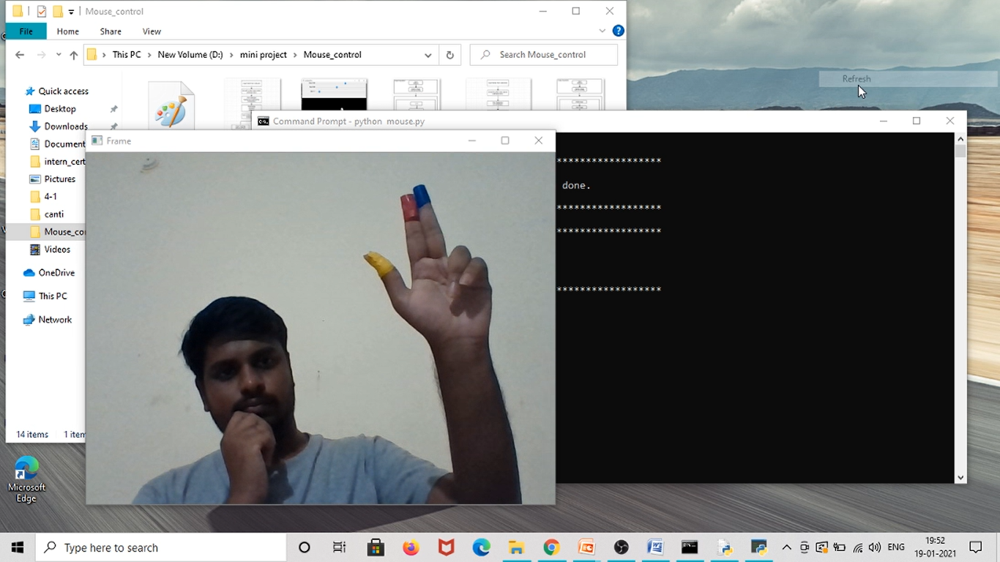 Mouse_control
File Home Share View
This PC New Volume (D:) mini project Mouse_control
Search Mouse_control
Quick access
Desktop
Downloads
Document
intern_cert
Pictures
4-1
canti
Mouse_co
Videos
OneDrive
This PC
Network
14 items 1 item
Refresh
Command Prompt - python mouse.py
******************
done.
******************
******************
******************
Frame
Microsoft
Edge
Type here to search
ENG
19:52
19-01-2021